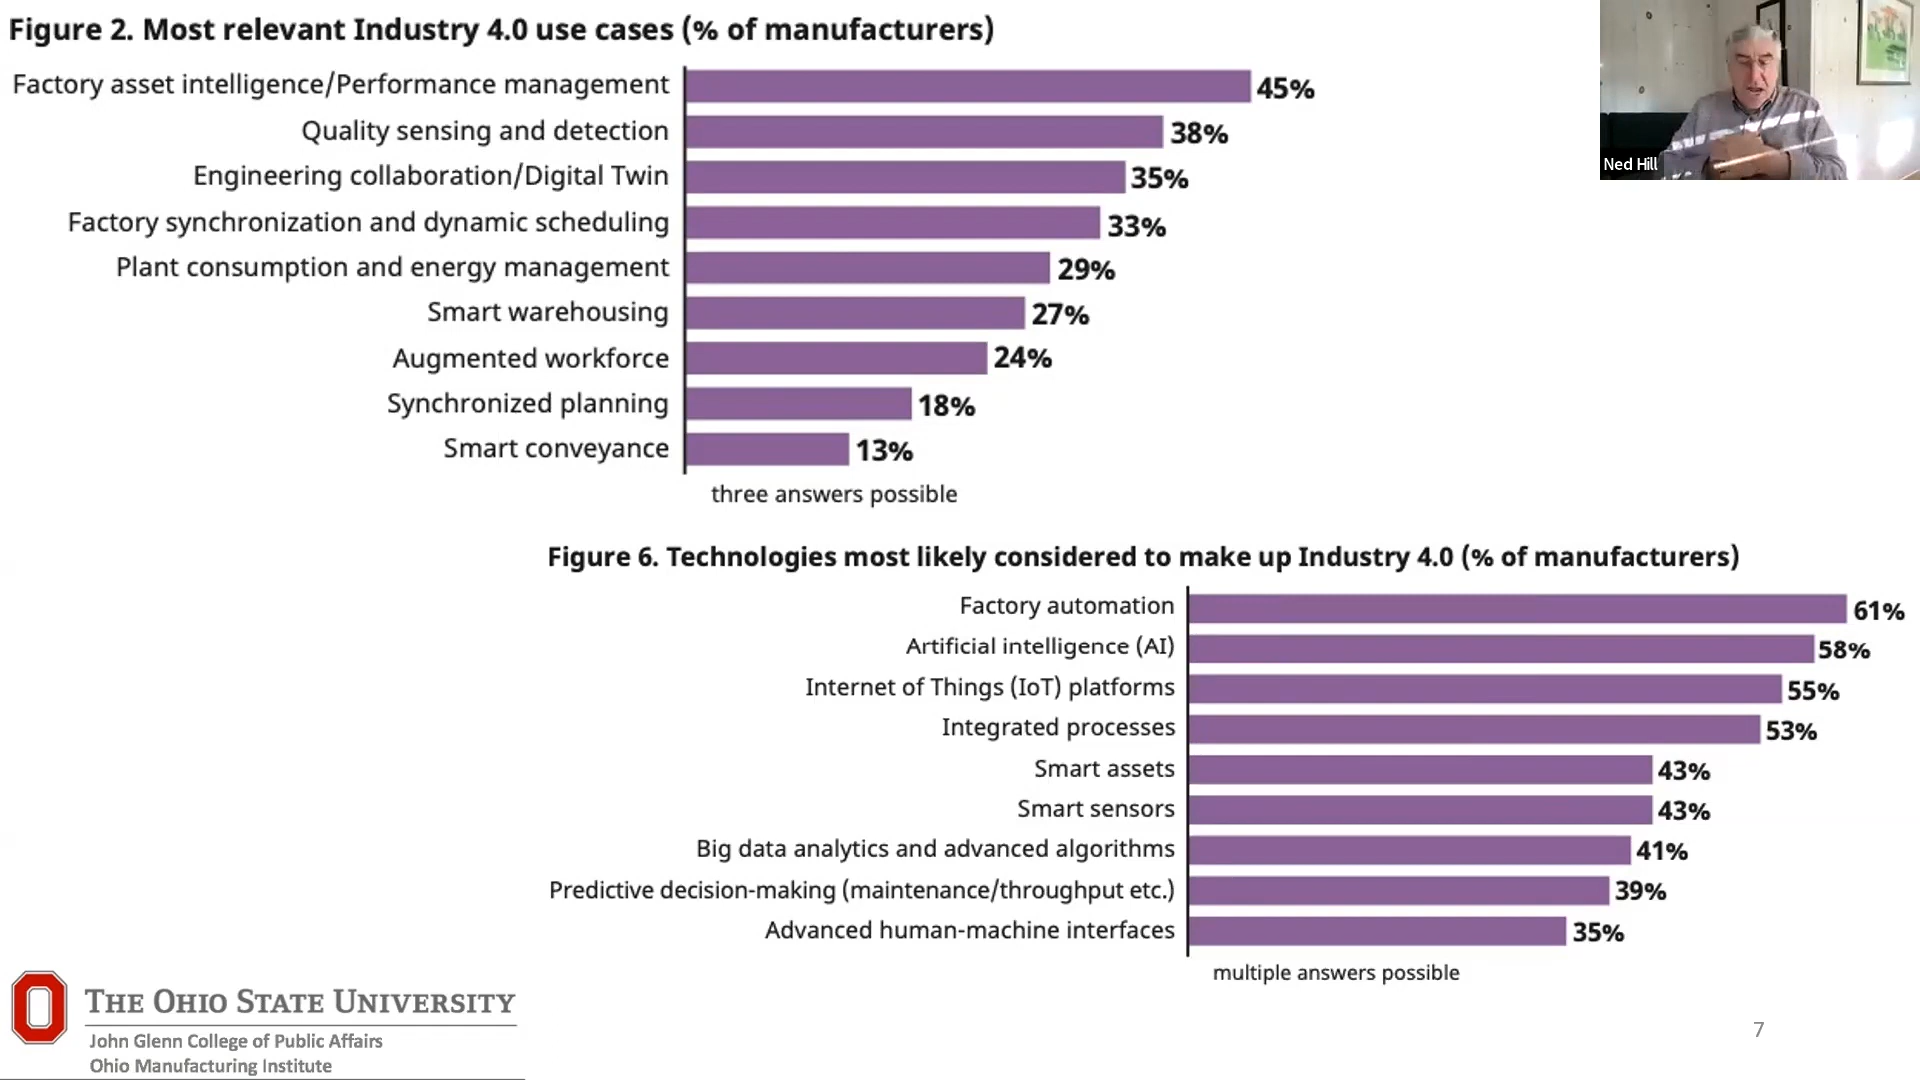 Figure 2. Most relevant Industry 4.0 use cases (% of manufacturers)
Factory asset intelligence/Performance management 45%
Quality sensing and detection 38%
Engineering collaboration/Digital Twin 35%
Factory synchronization and dynamic scheduling 33%
Plant consumption and energy management 29%
Smart warehousing 27%
Augmented workforce 24%
Synchronized planning 18%
Smart conveyance 13%
three answers possible
Ned Hill
Figure 6. Technologies most likely considered to make up Industry 4.0 (% of manufacturers)
Factory automation 61%
Artificial intelligence (AI) 58%
Internet of Things (IoT) platforms 55%
Integrated processes 53%
Smart assets 43%
Smart sensors 43%
Big data analytics and advanced algorithms 41%
Predictive decision-making (maintenance/throughput etc.) 39%
Advanced human-machine interfaces 35%
multiple answers possible
THE OHIO STATE UNIVERSITY
John Glenn College of Public Affairs
Ohio Manufacturing Institute
7